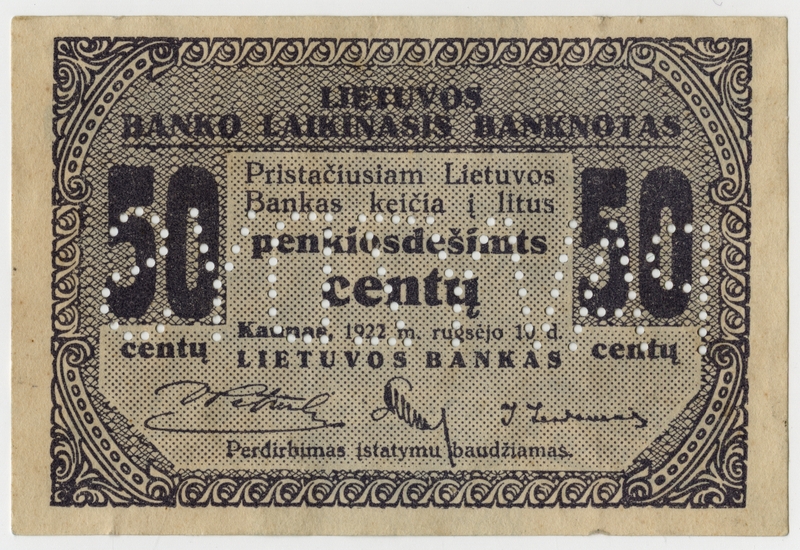 LIETUVOS
BANKO LAIKINASIS BANKNOTAS
50
Pristačiusiam Lietuvos
Bankas keičia į litus
penkiosdešimts
centų
50
Kaunas, 1922 m. rugsėjo 10 d.
centų
LIETUVOS BANKAS
centų
Perdirbimas įstatymų baudžiamas.